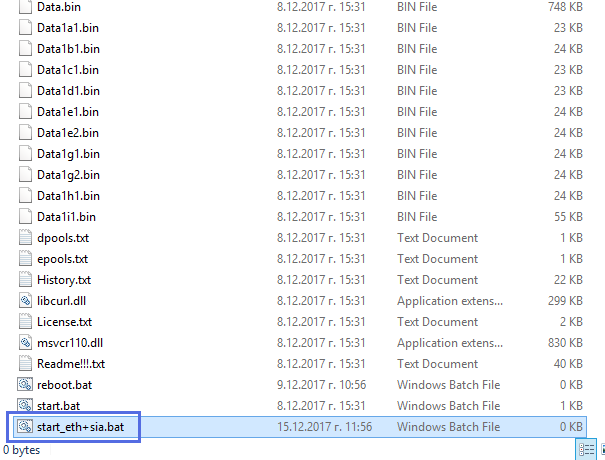 Data.bin 8.12.2017 г. 15:31 BIN File 748 KB
Data1a1.bin 8.12.2017 г. 15:31 BIN File 23 KB
Data1b1.bin 8.12.2017 г. 15:31 BIN File 24 KB
Data1c1.bin 8.12.2017 г. 15:31 BIN File 23 KB
Data1d1.bin 8.12.2017 г. 15:31 BIN File 23 KB
Data1e1.bin 8.12.2017 г. 15:31 BIN File 24 KB
Data1e2.bin 8.12.2017 г. 15:31 BIN File 24 KB
Data1g1.bin 8.12.2017 г. 15:31 BIN File 24 KB
Data1g2.bin 8.12.2017 г. 15:31 BIN File 24 KB
Data1h1.bin 8.12.2017 г. 15:31 BIN File 24 KB
Data1i1.bin 8.12.2017 г. 15:31 BIN File 55 KB
dpools.txt 8.12.2017 г. 15:31 Text Document 1 KB
epools.txt 8.12.2017 г. 15:31 Text Document 1 KB
History.txt 8.12.2017 г. 15:31 Text Document 22 KB
libcurl.dll 8.12.2017 г. 15:31 Application extens... 299 KB
License.txt 8.12.2017 г. 15:31 Text Document 2 KB
msvcr110.dll 8.12.2017 г. 15:31 Application extens... 830 KB
Readme!!!.txt 8.12.2017 г. 15:31 Text Document 40 KB
reboot.bat 9.12.2017 г. 10:56 Windows Batch File 0 KB
start.bat 8.12.2017 г. 15:31 Windows Batch File 1 KB
start_eth+sia.bat 15.12.2017 г. 11:56 Windows Batch File 0 KB
0 bytes